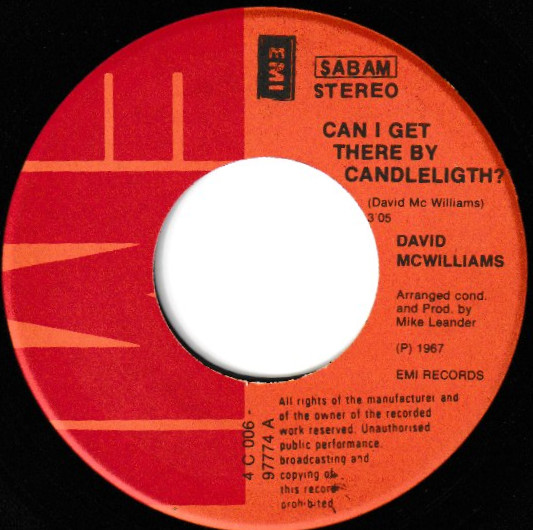 EMI
SABAM
STEREO
CAN I GET
THERE BY
CANDLELIGTH?
(David Mc Williams)
3'05
DAVID
MCWILLIAMS
Arranged cond.
and Prod. by
Mike Leander
(P) 1967
EMI RECORDS
4 C 006 -
97774 A
All rights of the manufacturer and
of the owner of the recorded
work reserved. Unauthorised
public performance.
broadcasting and
copying of
this record
prohibited